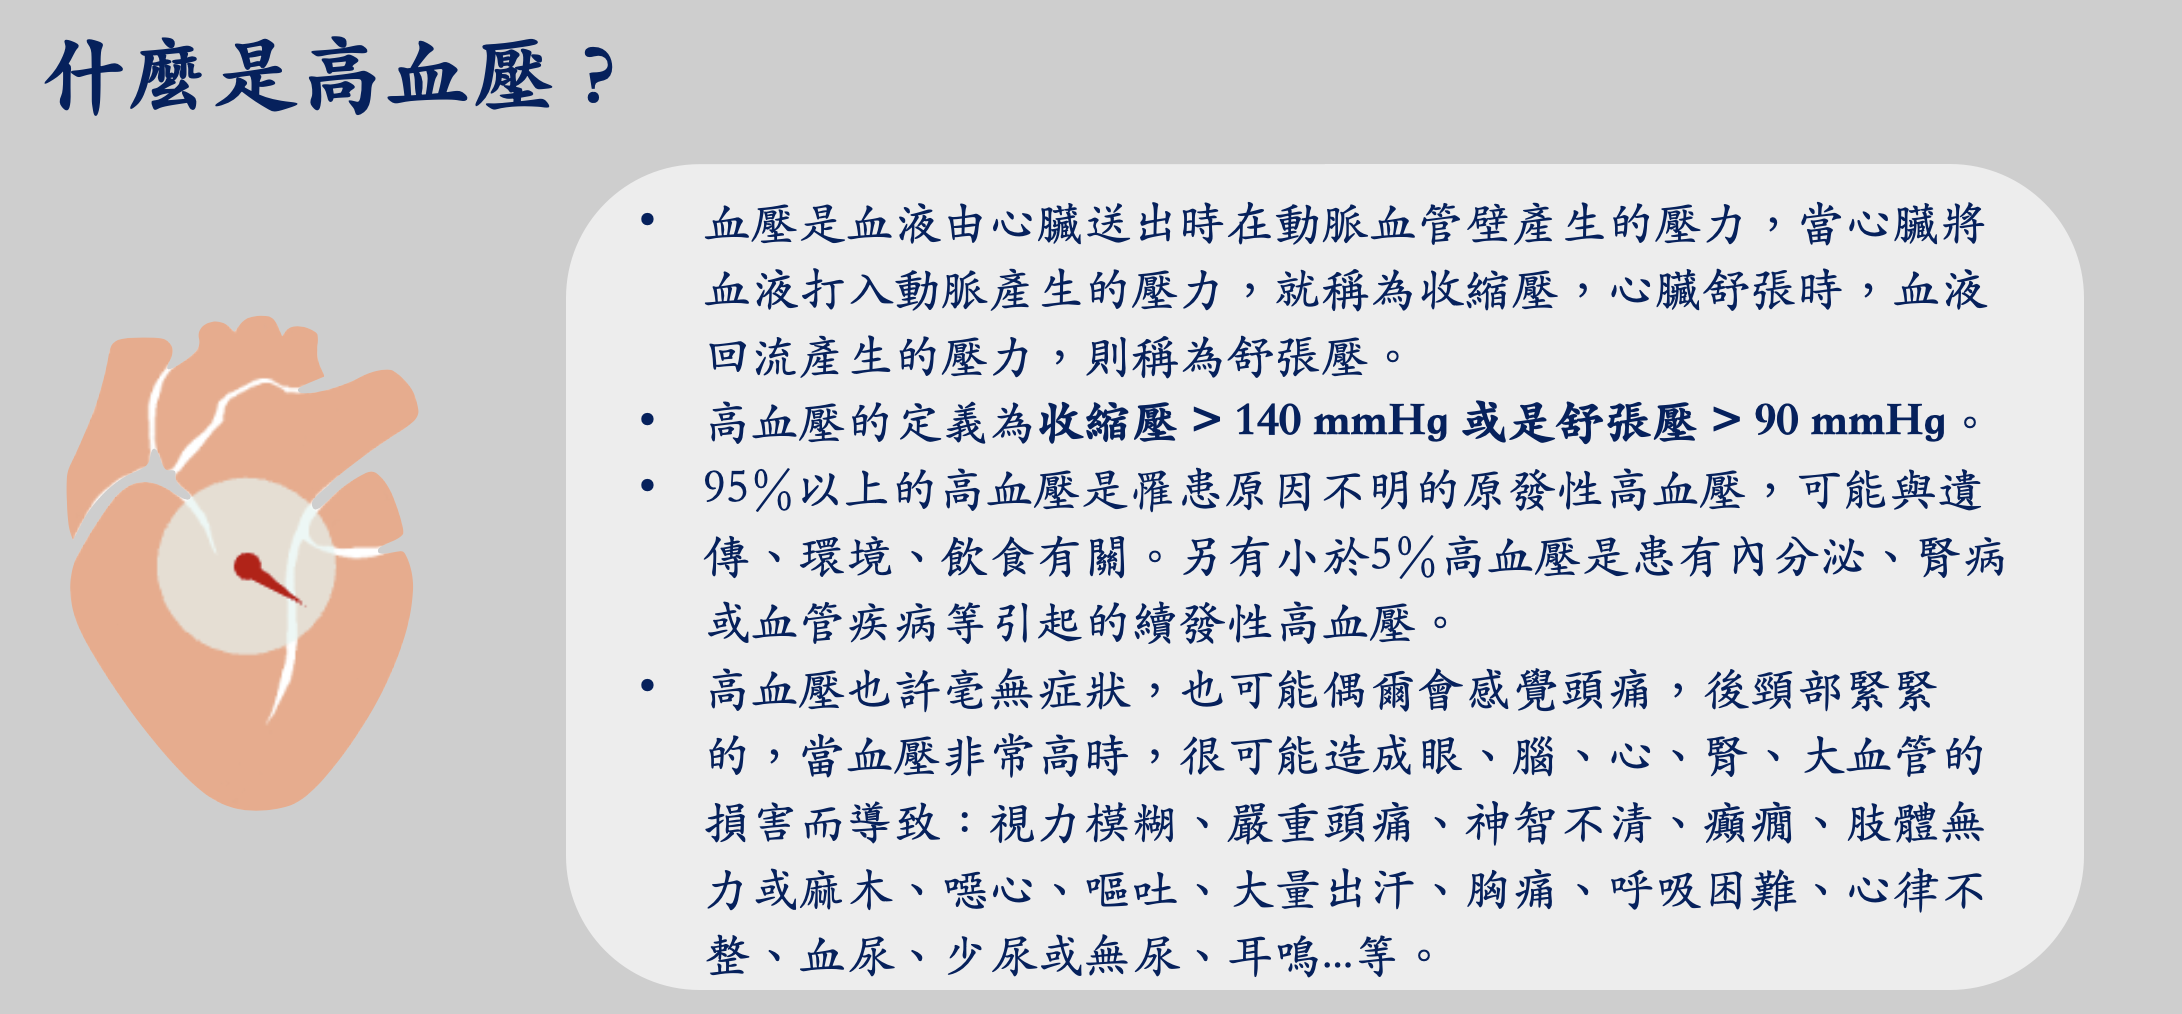 什麼是高血壓？
• 血壓是血液由心臟送出時在動脈血管壁產生的壓力，當心臟將
血液打入動脈產生的壓力，就稱為收縮壓，心臟舒張時，血液
回流產生的壓力，則稱為舒張壓。
• 高血壓的定義為收縮壓 > 140 mmHg 或是舒張壓 > 90 mmHg。
• 95%以上的高血壓是罹患原因不明的原發性高血壓，可能與遺
傳、環境、飲食有關。另有小於5%高血壓是患有內分泌、腎病
或血管疾病等引起的續發性高血壓。
• 高血壓也許毫無症狀，也可能偶爾會感覺頭痛，後頸部緊緊
的，當血壓非常高時，很可能造成眼、腦、心、腎、大血管的
損害而導致：視力模糊、嚴重頭痛、神智不清、癲癇、肢體無
力或麻木、噁心、嘔吐、大量出汗、胸痛、呼吸困難、心律不
整、血尿、少尿或無尿、耳鳴...等。